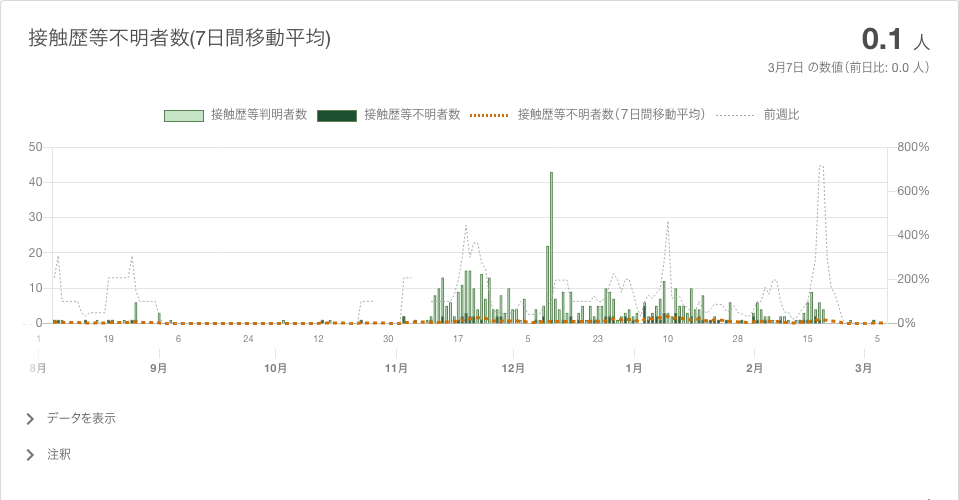 接触歴等不明者数(7日間移動平均)
0.1 人
3月7日 の数値（前日比: 0.0 人）
接触歴等判明者数 接触歴等不明者数 接触歴等不明者数（7日間移動平均） 前週比
50 800%
40 600%
30 400%
20
10 200%
0 0%
1 19 6 24 12 30 17 5 23 10 28 15 5
8月 9月 10月 11月 12月 1月 2月 3月
データを表示
注釈